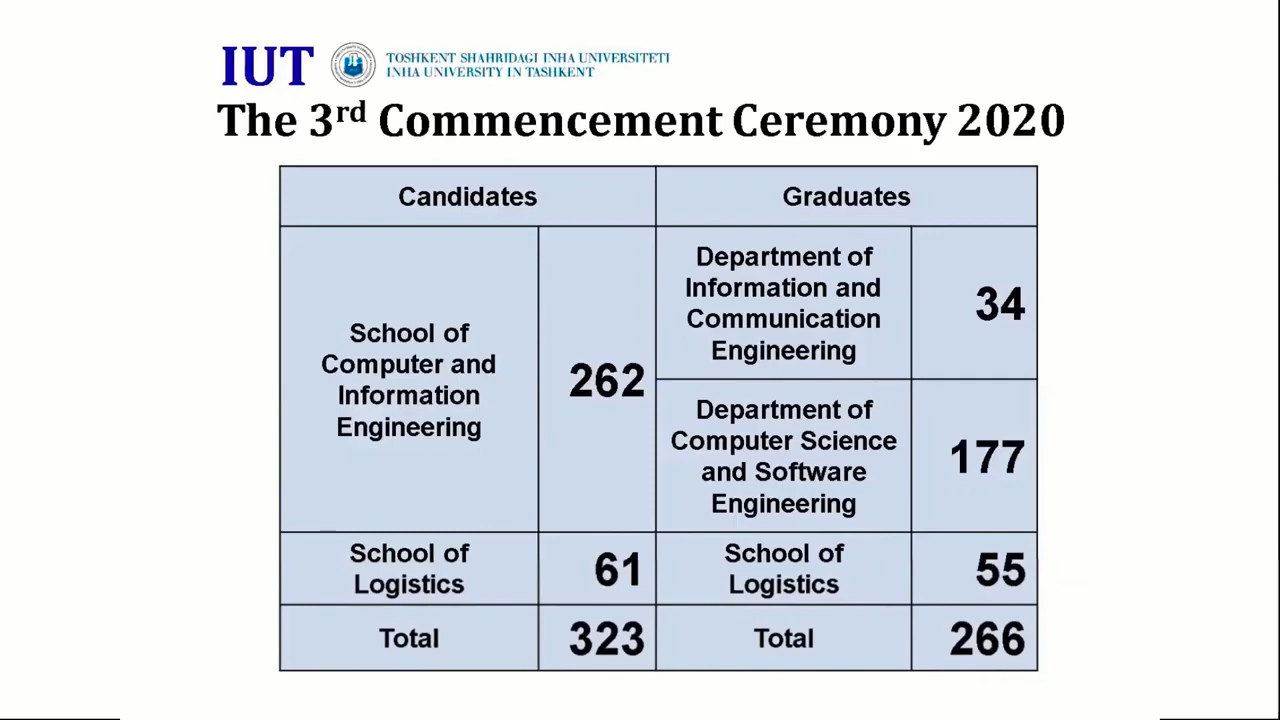 IUT
TOSHKENT SHAHRIDAGI INHA UNIVERSITETI
INHA UNIVERSITY IN TASHKENT
The 3rd Commencement Ceremony 2020
Candidates
Graduates
School of
Computer and
Information
Engineering
262
Department of
Information and
Communication
Engineering
34
Department of
Computer Science
and Software
Engineering
177
School of
Logistics
61
School of
Logistics
55
Total
323
Total
266